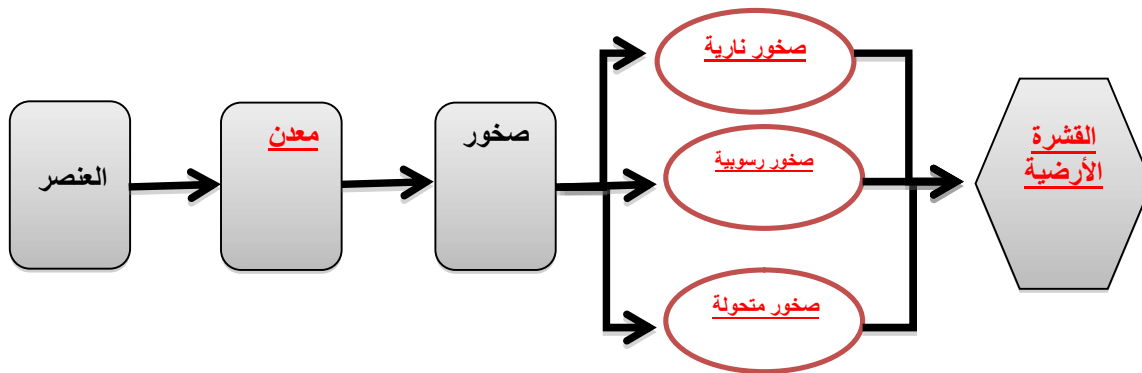 العنصر
معدن
صخور
صخور نارية
صخور رسوبية
صخور متحولة
القشرة
الأرضية